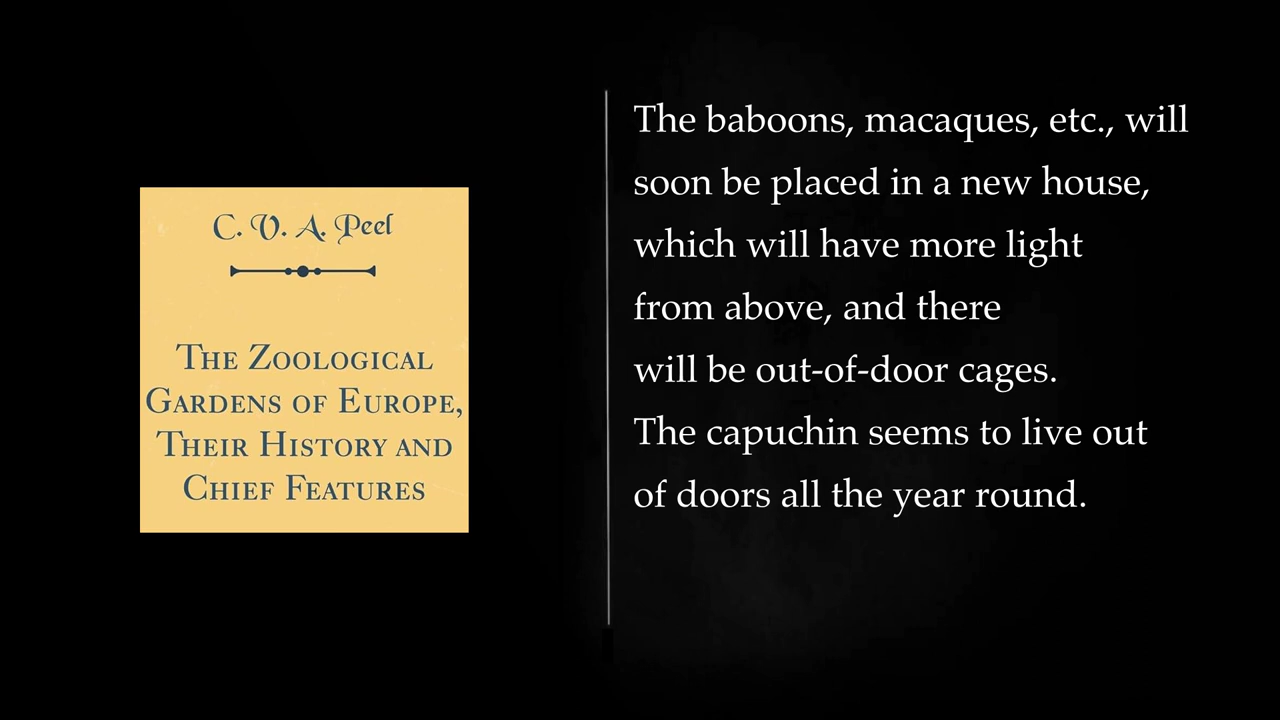 C. V. A. Peel
The Zoological
Gardens of Europe,
Their History and
Chief Features
The baboons, macaques, etc., will
soon be placed in a new house,
which will have more light
from above, and there
will be out-of-door cages.
The capuchin seems to live out
of doors all the year round.